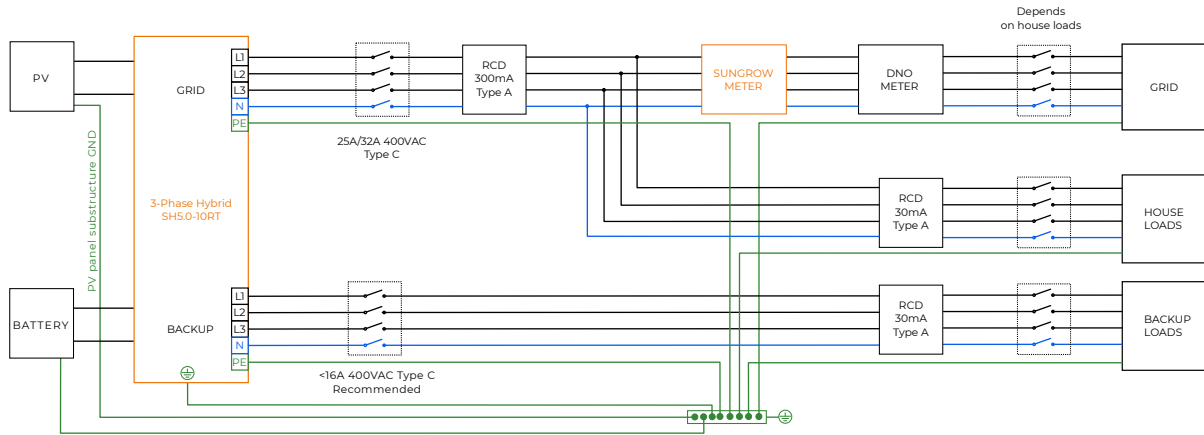 Depends
on house loads
PV
GRID
L1
L2
L3
N
PE
RCD
300mA
Type A
SUNGROW
METER
DNO
METER
GRID
25A/32A 400VAC
Type C
PV panel substructure GND
3-Phase Hybrid
SH5.0-10RT
RCD
30mA
Type A
HOUSE
LOADS
BATTERY
BACKUP
L1
L2
L3
N
PE
RCD
30mA
Type A
BACKUP
LOADS
<16A 400VAC Type C
Recommended